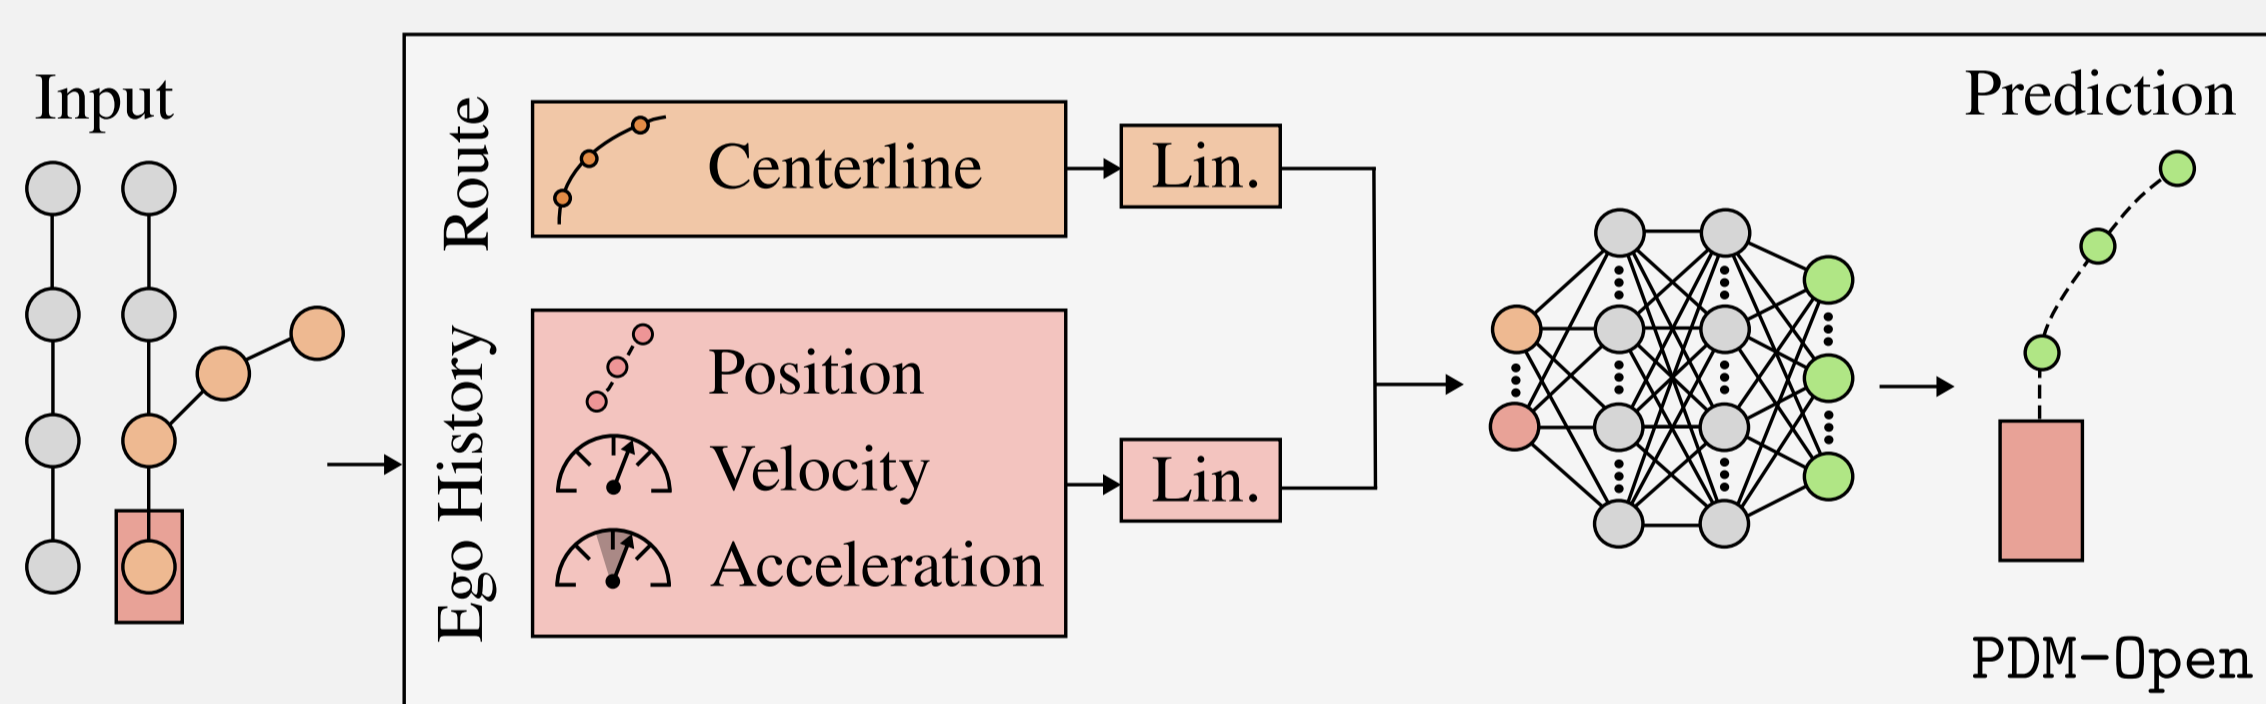 Input
Route
Centerline
Lin.
Ego History
Position
Velocity
Acceleration
Lin.
Prediction
PDM-Open